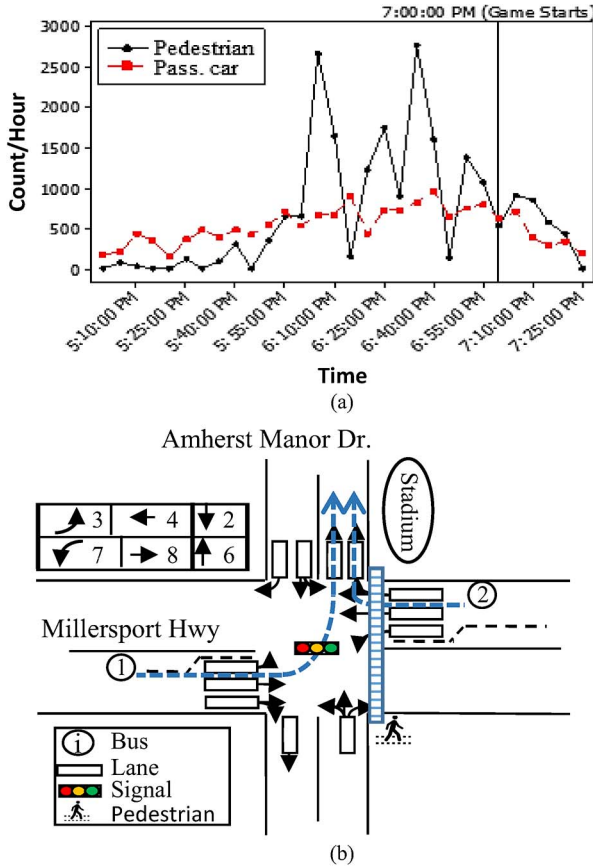 7:00:00 PM (Game Starts)
3000
2500
2000
1500
1000
500
0
Count/Hour
Pedestrian
Pass. car
5:10:00 PM
5:25:00 PM
5:40:00 PM
5:55:00 PM
6:10:00 PM
6:25:00 PM
6:40:00 PM
6:55:00 PM
7:10:00 PM
7:25:00 PM
Time
(a)
Amherst Manor Dr.
3 4 2
7 8 6
Stadium
2
Millersport Hwy
1
i Bus
Lane
Signal
Pedestrian
(b)